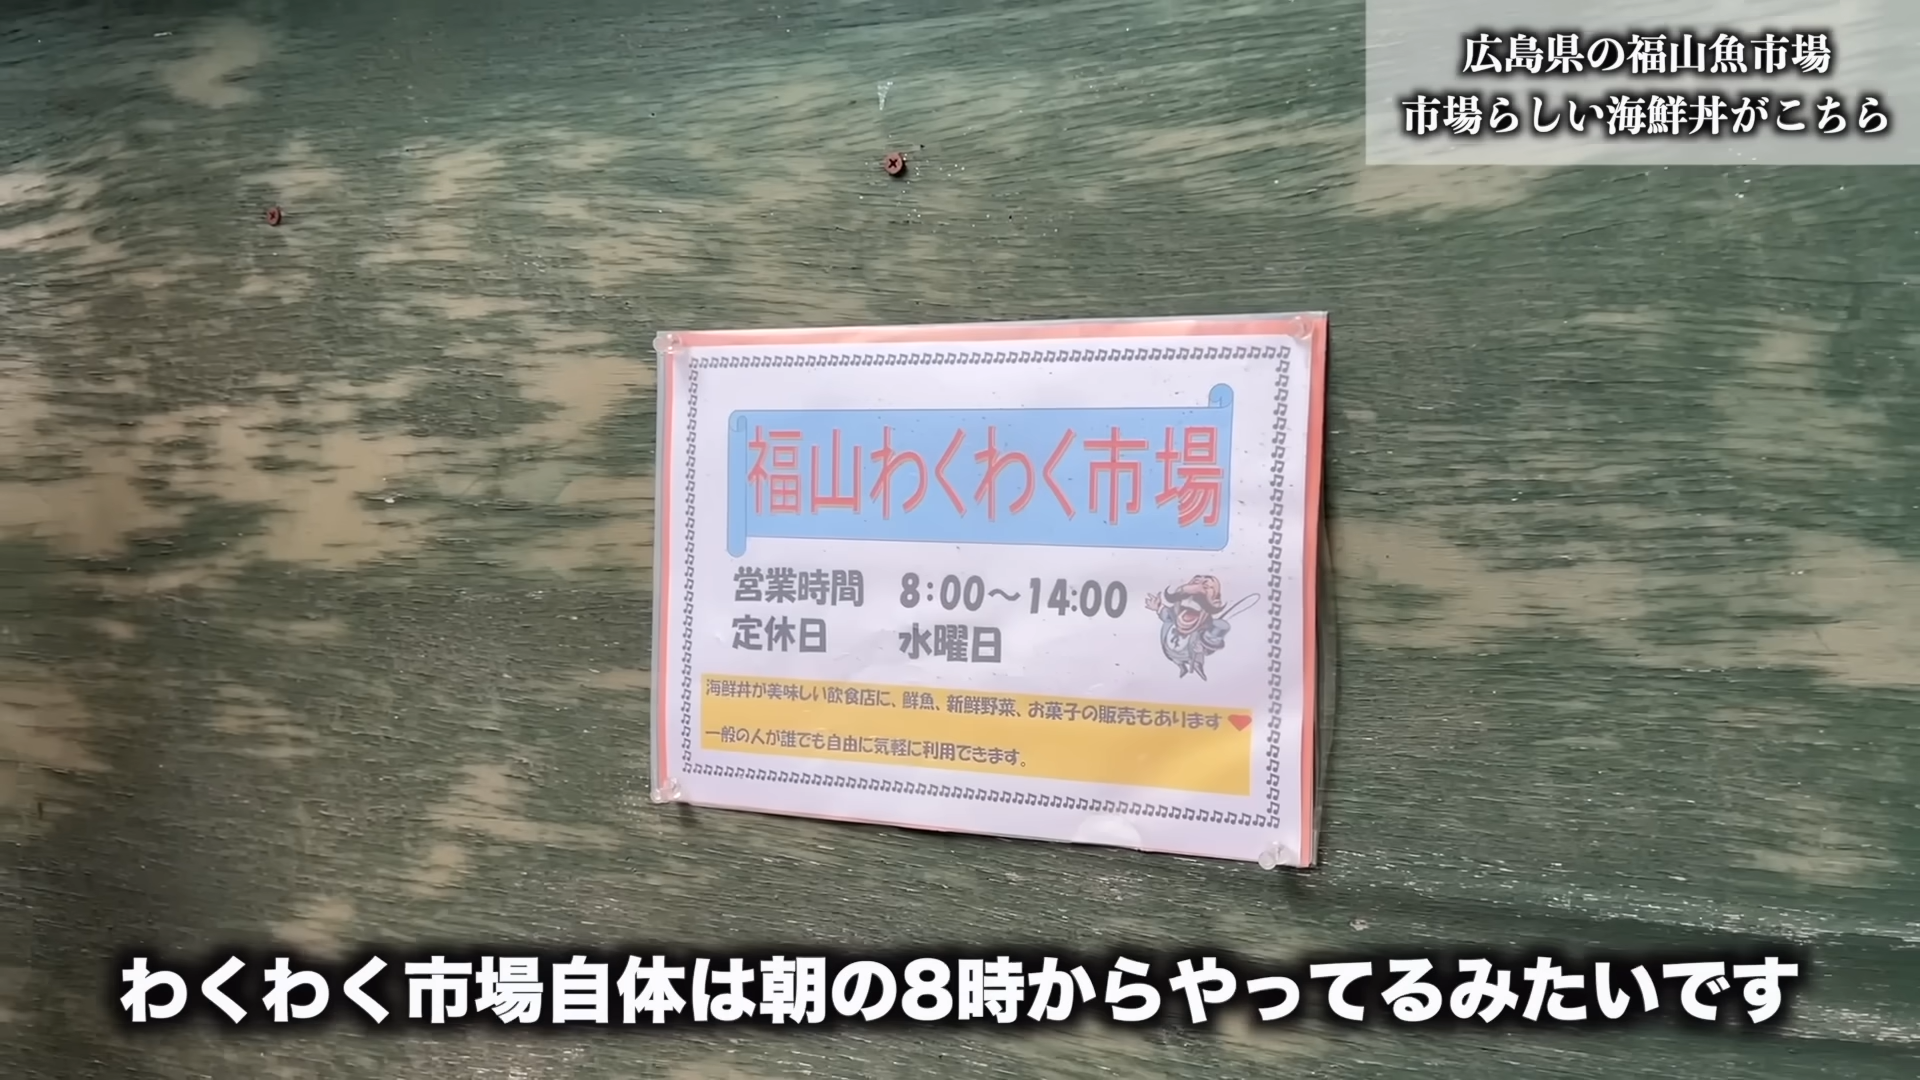 広島県の福山魚市場
市場らしい海鮮丼がこちら
福山わくわく市場
営業時間 8:00～14:00
定休日 水曜日
海鮮丼が美味しい飲食店に、鮮魚、新鮮野菜、お菓子の販売もあります♥
一般の人が誰でも自由に気軽に利用できます。
わくわく市場自体は朝の8時からやってるみたいです